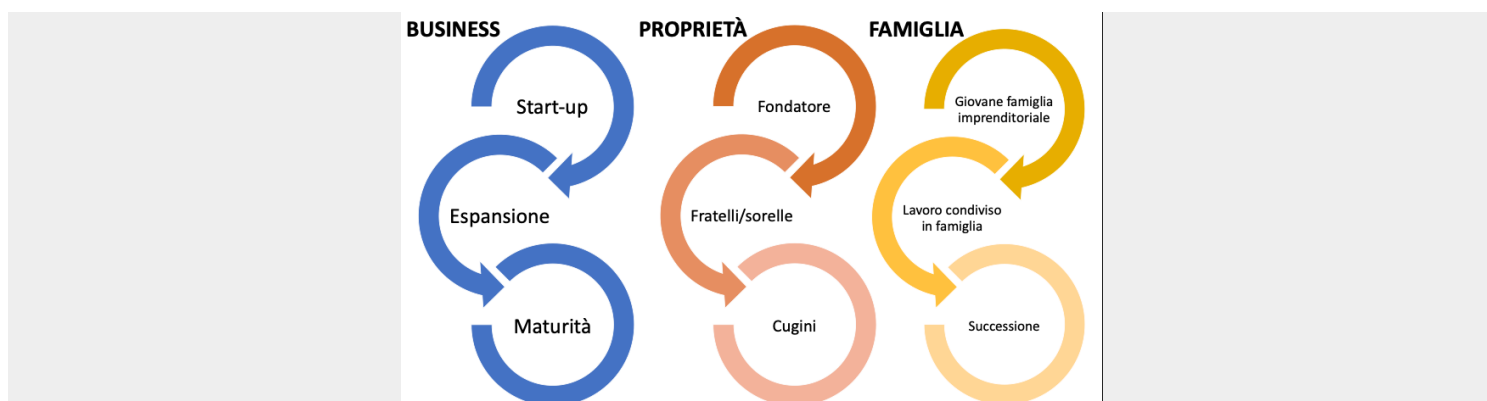 BUSINESS
Start-up
Espansione
Maturità
PROPRIETÀ
Fondatore
Fratelli/sorelle
Cugini
FAMIGLIA
Giovane famiglia
imprenditoriale
Lavoro condiviso
in famiglia
Successione